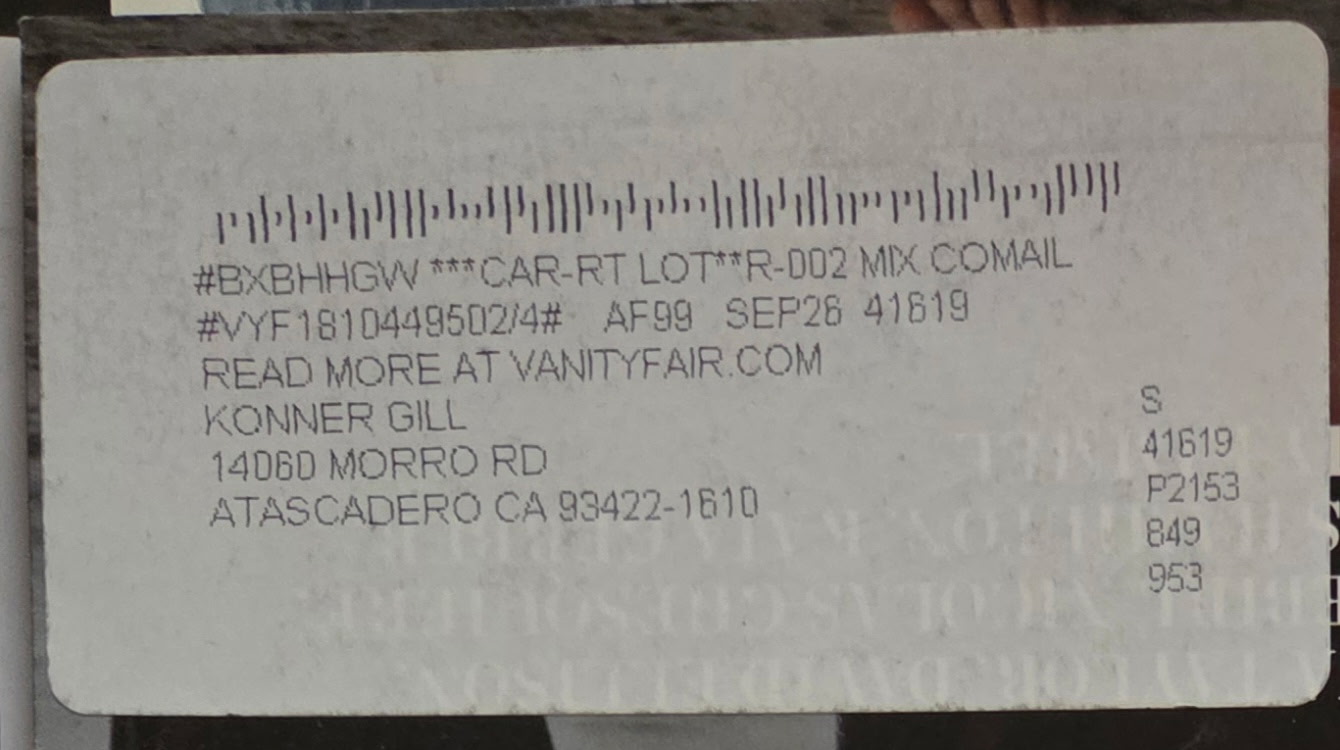 #BXBHHGW ***CAR-RT LOT**R-002 MIX COMAIL
#VYF1810449502/4# AF99 SEP26 41619
READ MORE AT VANITYFAIR.COM
KONNER GILL
14060 MORRO RD
ATASCADERO CA 93422-1610
S
41619
P2153
849
953